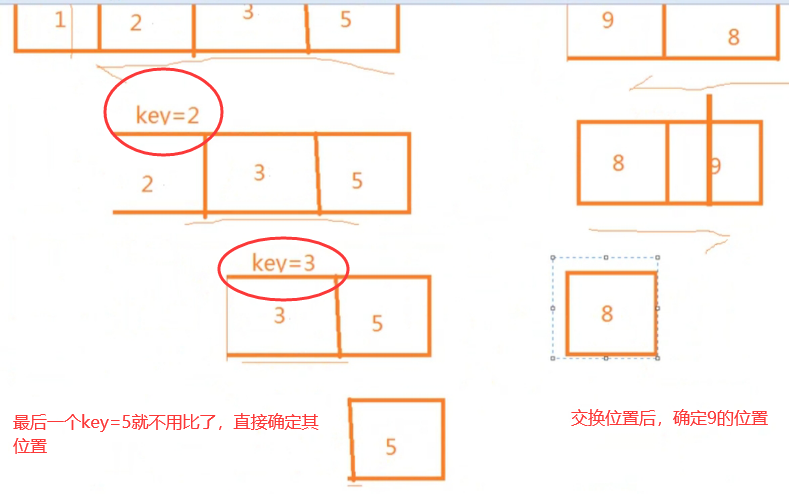 1 2 3 5 9 8
key=2
2 3 5 8 9
key=3
3 5 8
最后一个key=5就不用比了，直接确定其
位置
交换位置后，确定9的位置
5